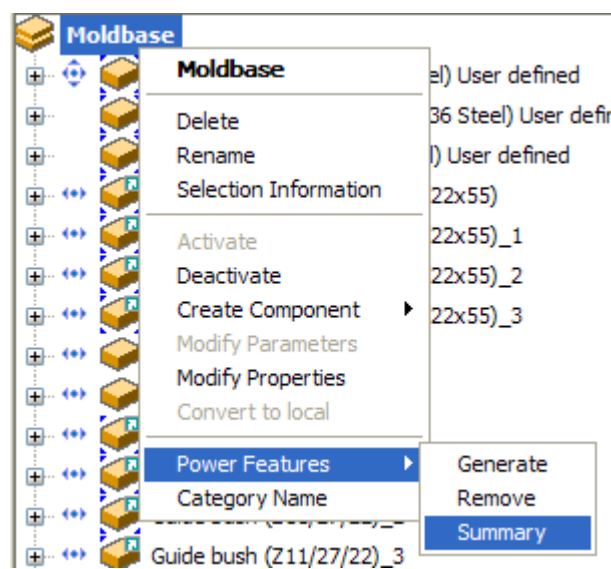 Moldbase
Moldbase
el) User defined
Delete
36 Steel) User defin
Rename
l) User defined
Selection Information
22x55)
Activate
22x55)_1
Deactivate
22x55)_2
Create Component
22x55)_3
Modify Parameters
Modify Properties
Convert to local
Power Features
Generate
Category Name
Remove
Summary
Guide bush (Z11/27/22)_3